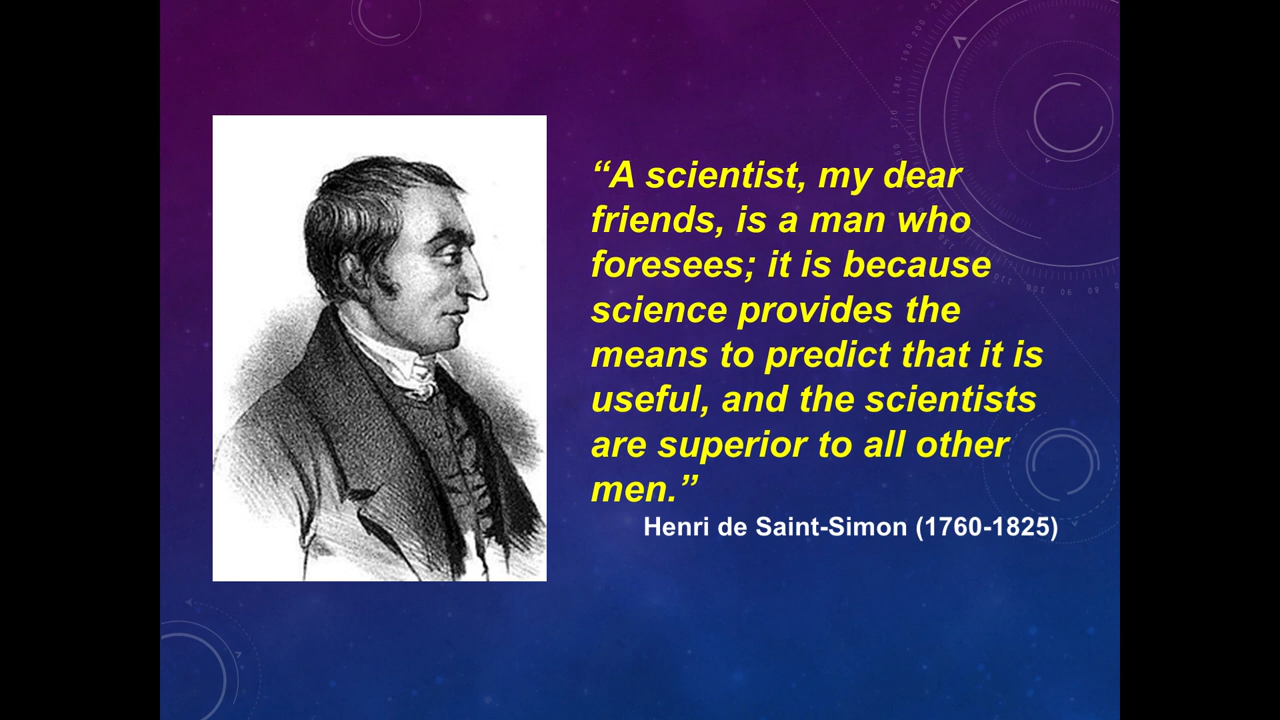 “A scientist, my dear
friends, is a man who
foresees; it is because
science provides the
means to predict that it is
useful, and the scientists
are superior to all other
men.”
Henri de Saint-Simon (1760-1825)